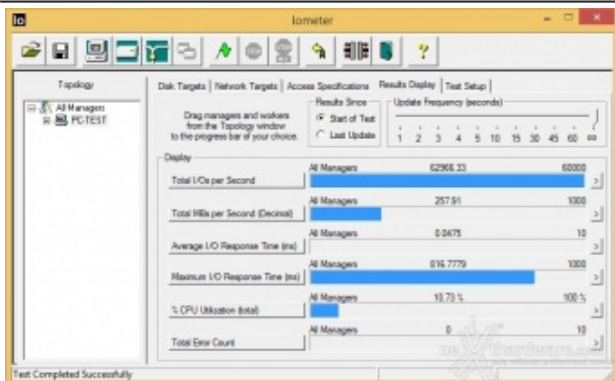 Io
Iometer
Topology
All Managers
PC-TEST
Disk Targets
Network Targets
Access Specifications
Results Display
Test Setup
Drag managers and workers
from the Topology window
to the progress bar of your choice.
Results Since
Start of Test
Last Update
Update Frequency (seconds)
1 2 3 4 5 10 15 30 45 60 ∞
Display
All Managers 62966.33 60000
Total I/Os per Second
All Managers 257.91 1000
Total MBs per Second (Decimal)
All Managers 0.0475 10
Average I/O Response Time (ms)
All Managers 816.7779 1000
Maximum I/O Response Time (ms)
All Managers 10.73 % 100 %
% CPU Utilization (total)
All Managers 0 10
Total Error Count
Test Completed Successfully